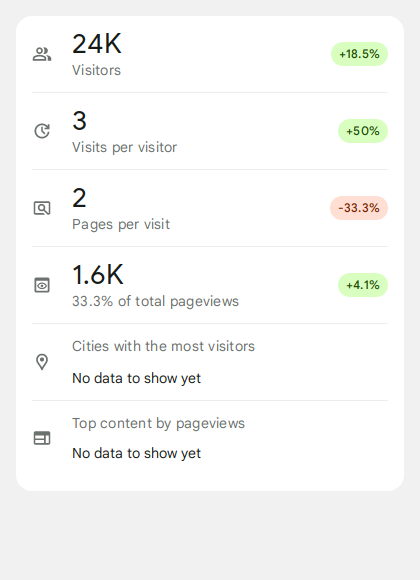 24K
+18.5%
Visitors
3
+50%
Visits per visitor
2
-33.3%
Pages per visit
1.6K
+4.1%
33.3% of total pageviews
Cities with the most visitors
No data to show yet
Top content by pageviews
No data to show yet